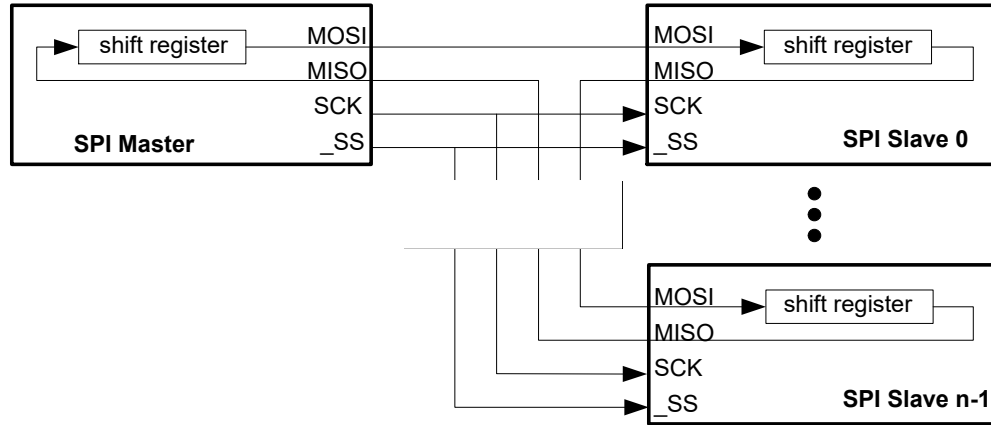 shift register
MOSI
MISO
SCK
_SS
SPI Master
MOSI
shift register
MISO
SCK
_SS
SPI Slave 0
MOSI
shift register
MISO
SCK
_SS
SPI Slave n-1